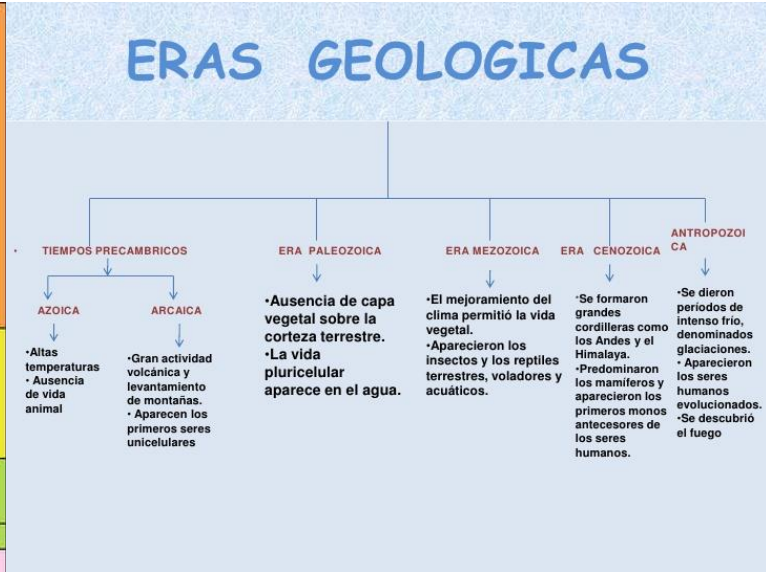 ERAS GEOLOGICAS
• TIEMPOS PRECAMBRICOS
AZOICA
•Altas
temperaturas
• Ausencia
de vida
animal
ARCAICA
•Gran actividad
volcánica y
levantamiento
de montañas.
• Aparecen los
primeros seres
unicelulares
ERA PALEOZOICA
•Ausencia de capa
vegetal sobre la
corteza terrestre.
•La vida
pluricelular
aparece en el agua.
ERA MEZOZOICA
•El mejoramiento del
clima permitió la vida
vegetal.
•Aparecieron los
insectos y los reptiles
terrestres, voladores y
acuáticos.
ERA CENOZOICA
•Se formaron
grandes
cordilleras como
los Andes y el
Himalaya.
•Predominaron
los mamíferos y
aparecieron los
primeros monos
antecesores de
los seres
humanos.
ANTROPOZOI
CA
•Se dieron
períodos de
intenso frío,
denominados
glaciaciones.
• Aparecieron
los seres
humanos
evolucionados.
•Se descubrió
el fuego